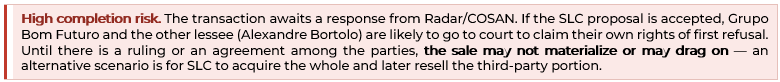 High completion risk. The transaction awaits a response from Radar/COSAN. If the SLC proposal is accepted, Grupo
Bom Futuro and the other lessee (Alexandre Bortolo) are likely to go to court to claim their own rights of first refusal.
Until there is a ruling or an agreement among the parties, the sale may not materialize or may drag on — an
alternative scenario is for SLC to acquire the whole and later resell the third-party portion.